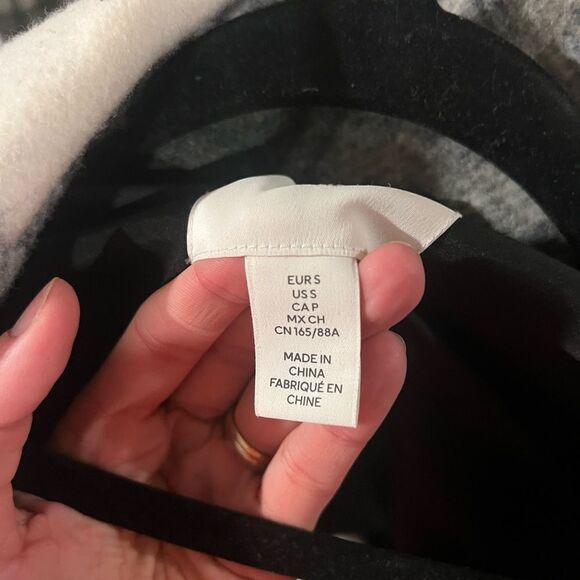 EUR S
US S
CA P
MX CH
CN 165/88A
MADE IN
CHINA
FABRIQUÉ EN
CHINE